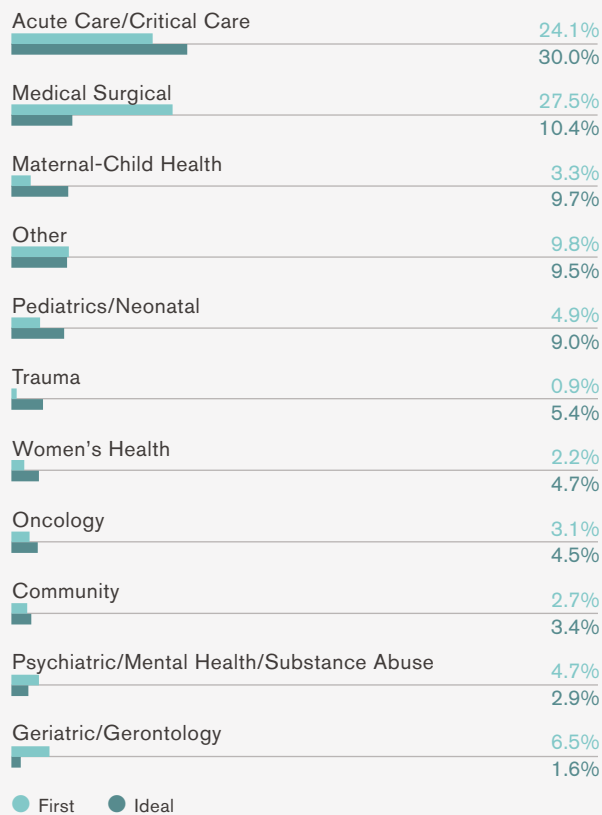 Acute Care/Critical Care
24.1%
30.0%
Medical Surgical
27.5%
10.4%
Maternal-Child Health
3.3%
9.7%
Other
9.8%
9.5%
Pediatrics/Neonatal
4.9%
9.0%
Trauma
0.9%
5.4%
Women’s Health
2.2%
4.7%
Oncology
3.1%
4.5%
Community
2.7%
3.4%
Psychiatric/Mental Health/Substance Abuse
4.7%
2.9%
Geriatric/Gerontology
6.5%
1.6%
First Ideal